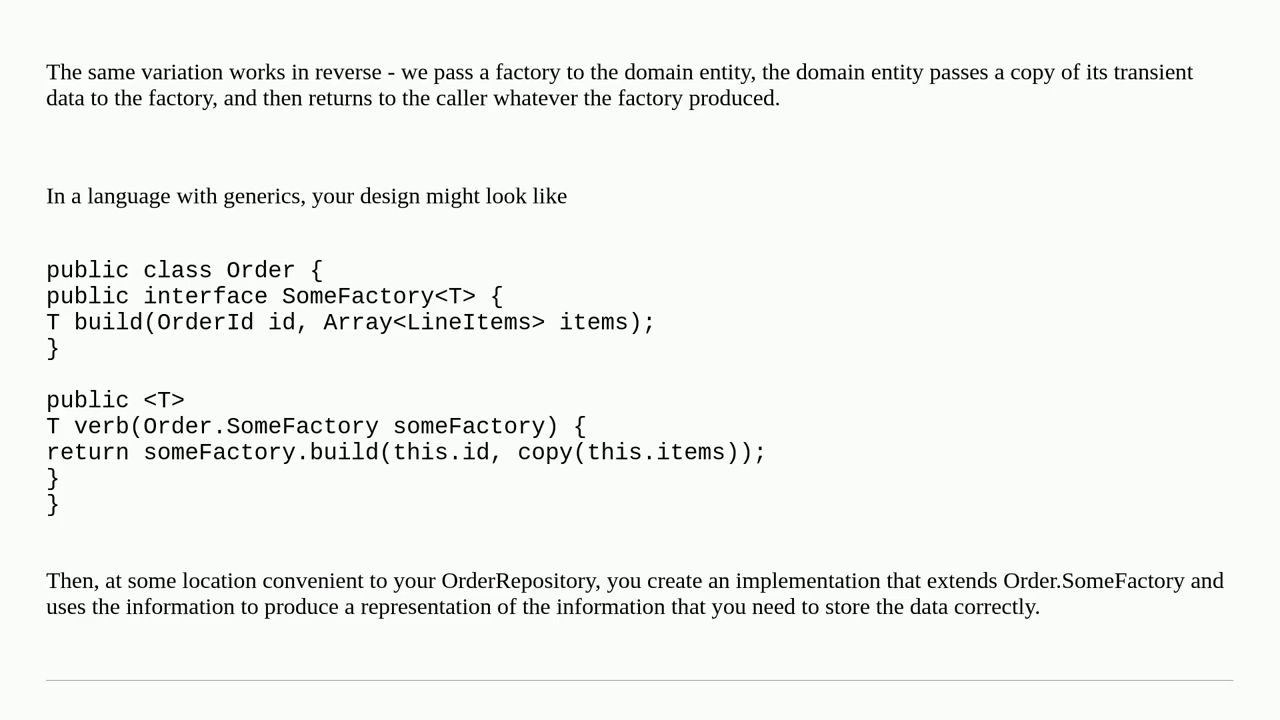 The same variation works in reverse - we pass a factory to the domain entity, the domain entity passes a copy of its transient
data to the factory, and then returns to the caller whatever the factory produced.
In a language with generics, your design might look like
public class Order {
public interface SomeFactory<T> {
T build(OrderId id, Array<LineItems> items);
}
public <T>
T verb(Order.SomeFactory someFactory) {
return someFactory.build(this.id, copy(this.items));
}
}
Then, at some location convenient to your OrderRepository, you create an implementation that extends Order.SomeFactory and
uses the information to produce a representation of the information that you need to store the data correctly.